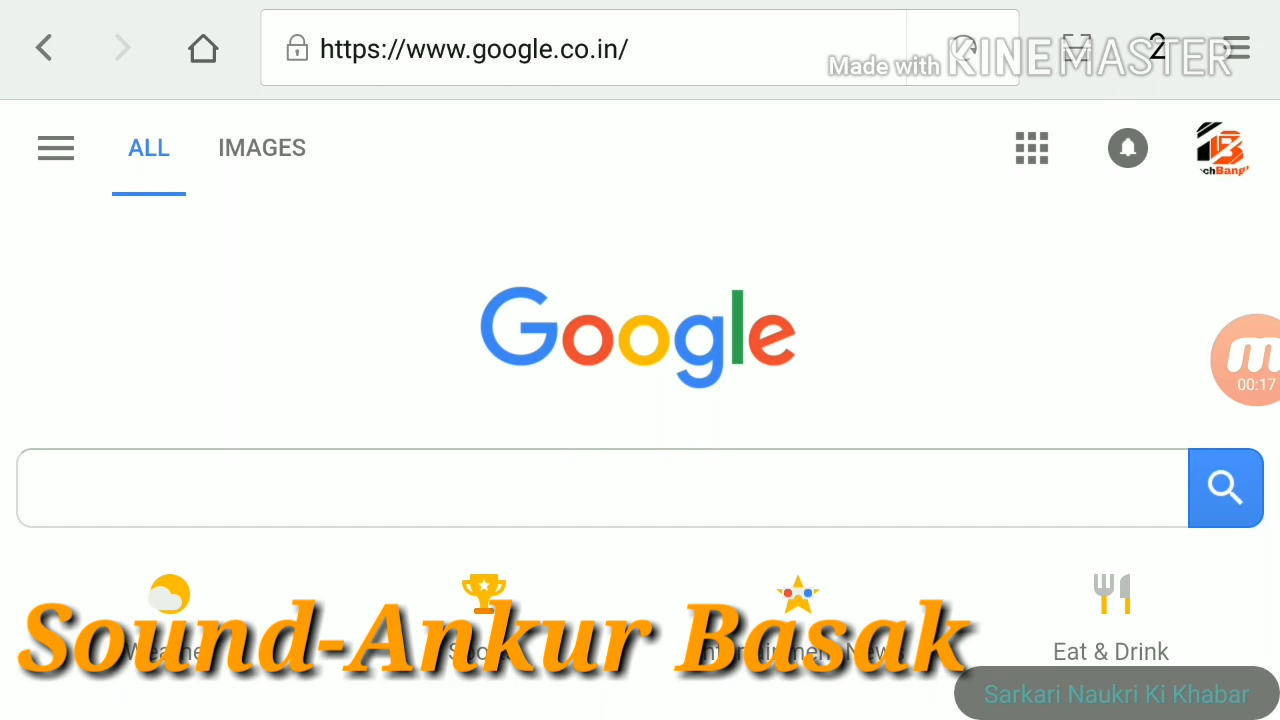 https://www.google.co.in/
2
Made with KINEMASTER
ALL IMAGES
Google
00:17
Sound-Ankur Basak
Eat & Drink
Sarkari Naukri Ki Khabar